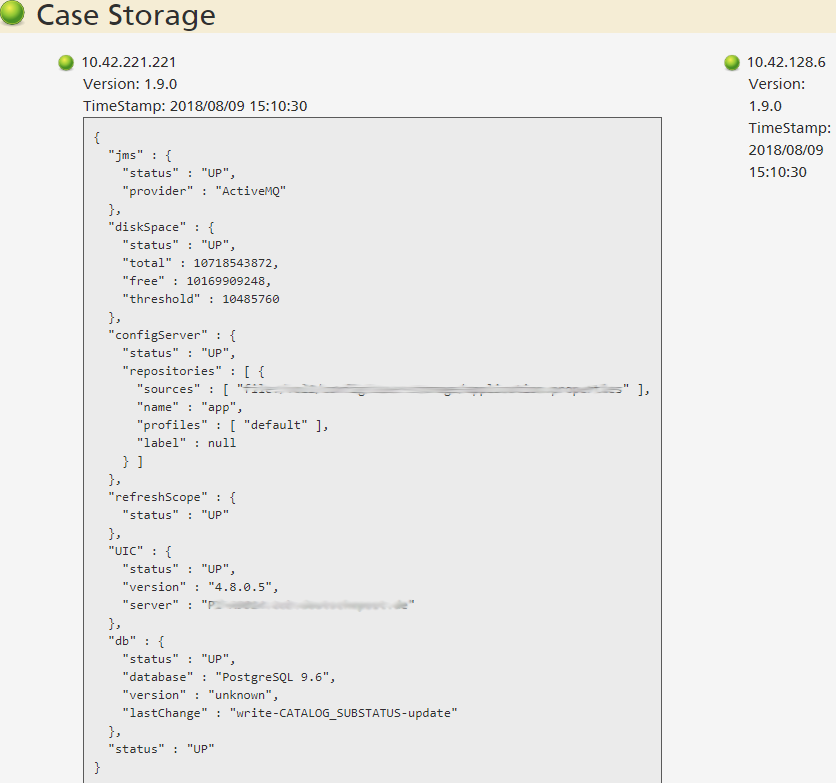 Case Storage
10.42.221.221
Version: 1.9.0
TimeStamp: 2018/08/09 15:10:30
{
"jms" : {
"status" : "UP",
"provider" : "ActiveMQ"
},
"diskSpace" : {
"status" : "UP",
"total" : 10718543872,
"free" : 10169909248,
"threshold" : 10485760
},
"configServer" : {
"status" : "UP",
"repositories" : [ {
"sources" : [ " " ],
"name" : "app",
"profiles" : [ "default" ],
"label" : null
} ]
},
"refreshScope" : {
"status" : "UP"
},
"UIC" : {
"status" : "UP",
"version" : "4.8.0.5",
"server" : " "
},
"db" : {
"status" : "UP",
"database" : "PostgreSQL 9.6",
"version" : "unknown",
"lastChange" : "write-CATALOG_SUBSTATUS-update"
},
"status" : "UP"
}
10.42.128.6
Version:
1.9.0
TimeStamp:
2018/08/09
15:10:30